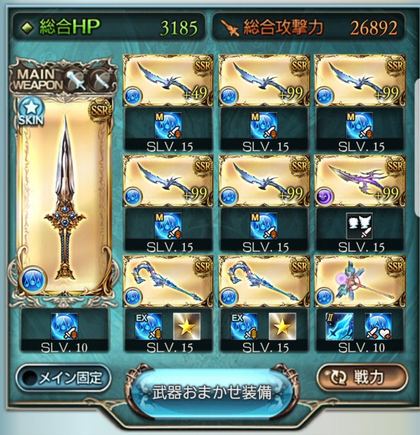 総合HP 3185 総合攻撃力 26892
MAIN WEAPON
SKIN SSR SSR +49 SSR +99 SSR +99
M M M
SLV. 15 SLV. 15 SLV. 15
SSR +99 SSR +99 SSR +99
M M
SLV. 15 SLV. 15 SLV. 15
SSR SSR SSR
EX EX II
SLV. 10 SLV. 15 SLV. 15 SLV. 10
メイン固定 武器おまかせ装備 戦力